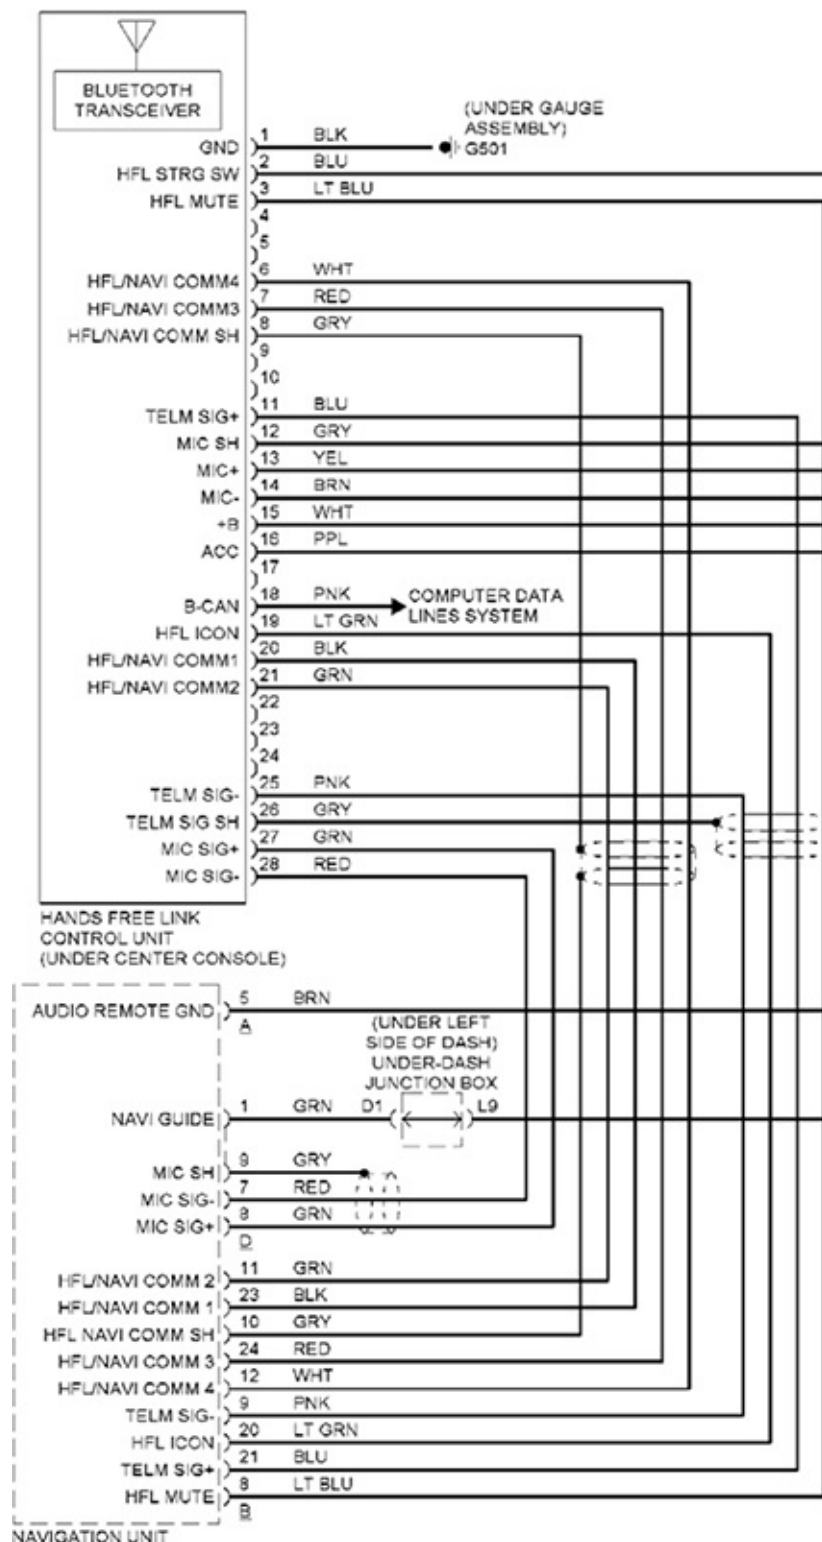 BLUETOOTH
TRANSCEIVER
(UNDER GAUGE
ASSEMBLY)
G501
GND 1 BLK
HFL STRG SW 2 BLU
HFL MUTE 3 LT BLU
4
5
HFL/NAVI COMM4 6 WHT
HFL/NAVI COMM3 7 RED
HFL/NAVI COMM SH 8 GRY
9
10
TELM SIG+ 11 BLU
MIC SH 12 GRY
MIC+ 13 YEL
MIC- 14 BRN
+B 15 WHT
ACC 16 PPL
17
B-CAN 18 PNK COMPUTER DATA
LINES SYSTEM
HFL ICON 19 LT GRN
HFL/NAVI COMM1 20 BLK
HFL/NAVI COMM2 21 GRN
22
23
24
TELM SIG- 25 PNK
TELM SIG SH 26 GRY
MIC SIG+ 27 GRN
MIC SIG- 28 RED
HANDS FREE LINK
CONTROL UNIT
(UNDER CENTER CONSOLE)
AUDIO REMOTE GND 5 BRN
A
(UNDER LEFT
SIDE OF DASH)
UNDER-DASH
JUNCTION BOX
NAVI GUIDE 1 GRN D1 L9
MIC SH 9 GRY
MIC SIG- 7 RED
MIC SIG+ 8 GRN
D
HFL/NAVI COMM 2 11 GRN
HFL/NAVI COMM 1 23 BLK
HFL NAVI COMM SH 10 GRY
HFL/NAVI COMM 3 24 RED
HFL/NAVI COMM 4 12 WHT
TELM SIG- 9 PNK
HFL ICON 20 LT GRN
TELM SIG+ 21 BLU
HFL MUTE 8 LT BLU
B
NAVIGATION UNIT